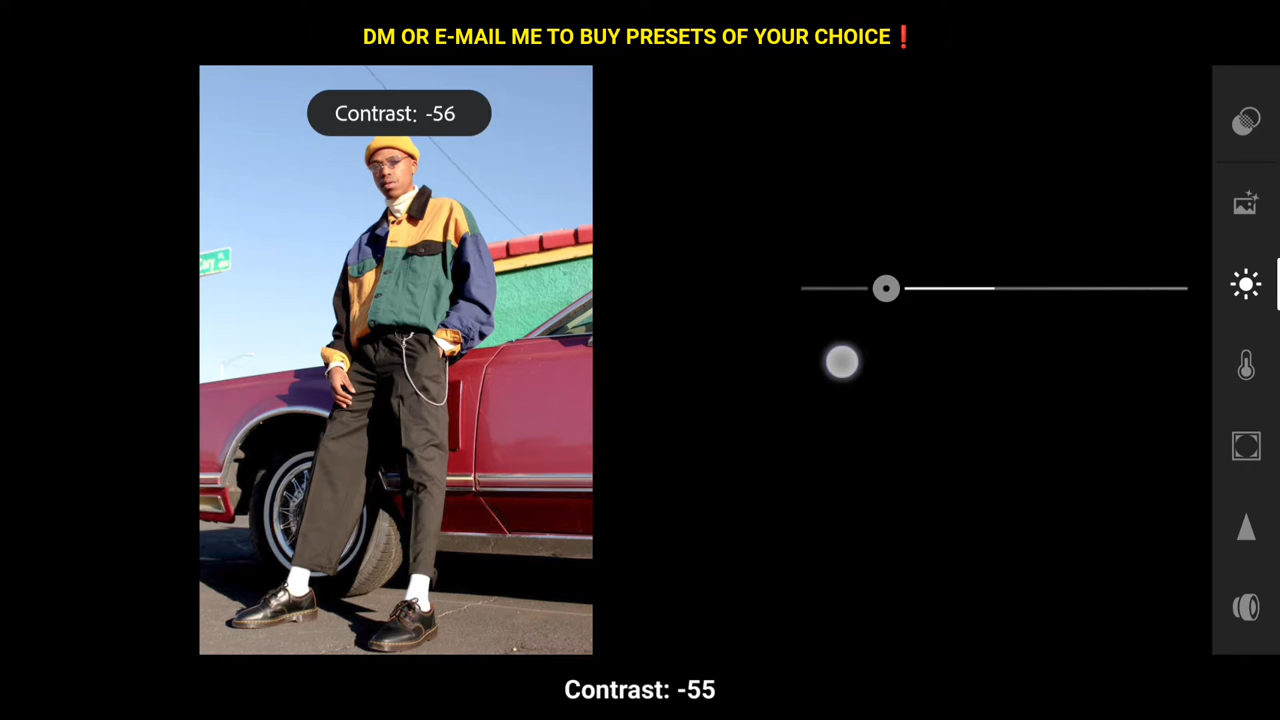 DM OR E-MAIL ME TO BUY PRESETS OF YOUR CHOICE❗
Contrast: -56
Contrast: -55